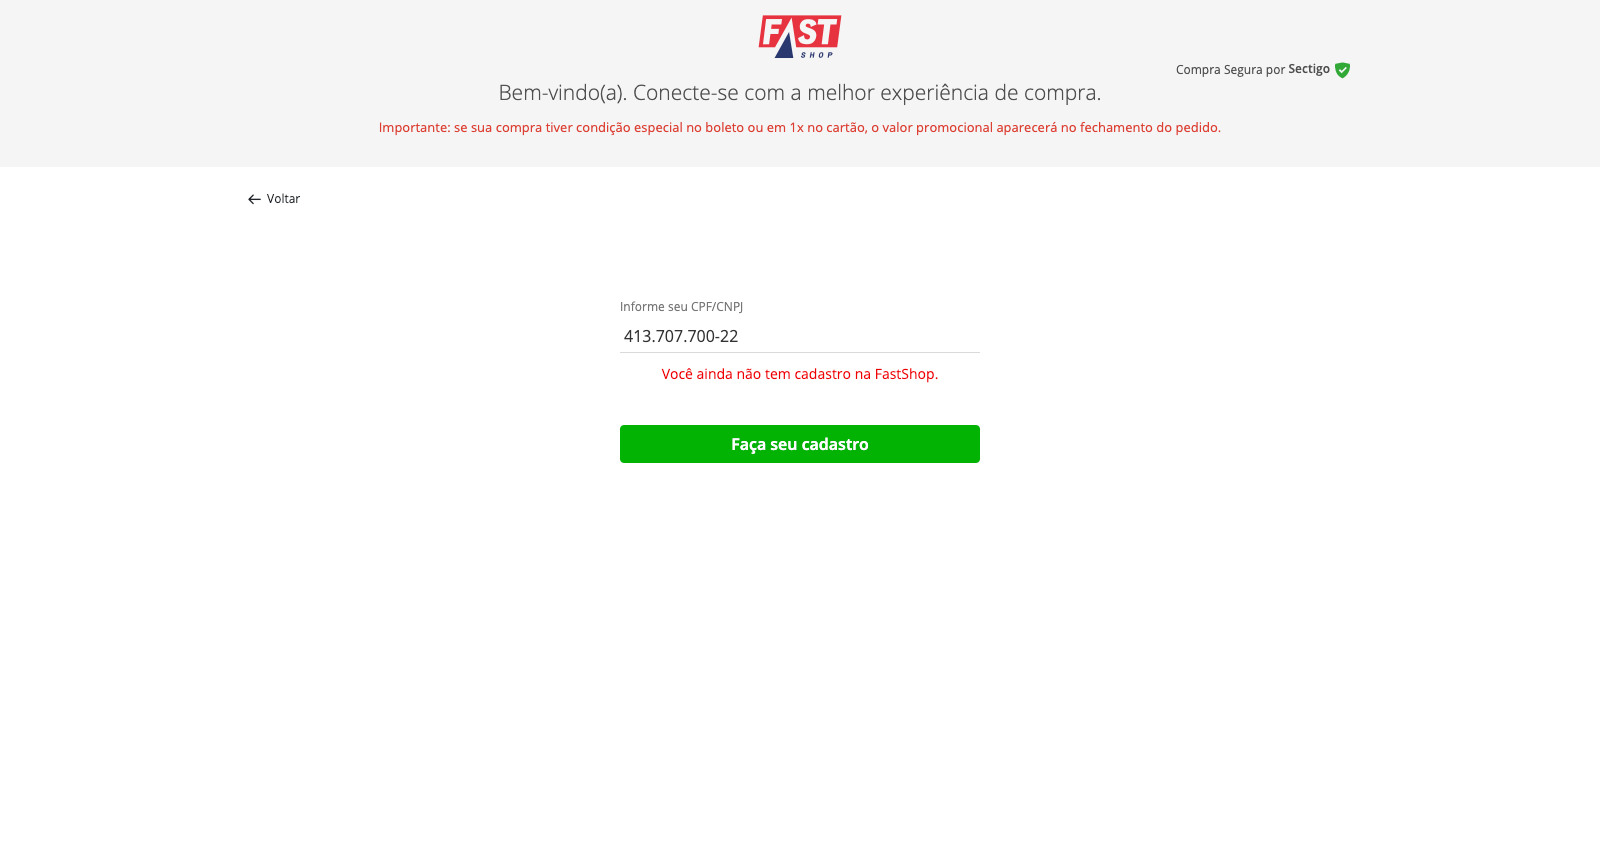 FAST
SHOP
Compra Segura por Sectigo
Bem-vindo(a). Conecte-se com a melhor experiência de compra.
Importante: se sua compra tiver condição especial no boleto ou em 1x no cartão, o valor promocional aparecerá no fechamento do pedido.
Voltar
Informe seu CPF/CNPJ
413.707.700-22
Você ainda não tem cadastro na FastShop.
Faça seu cadastro